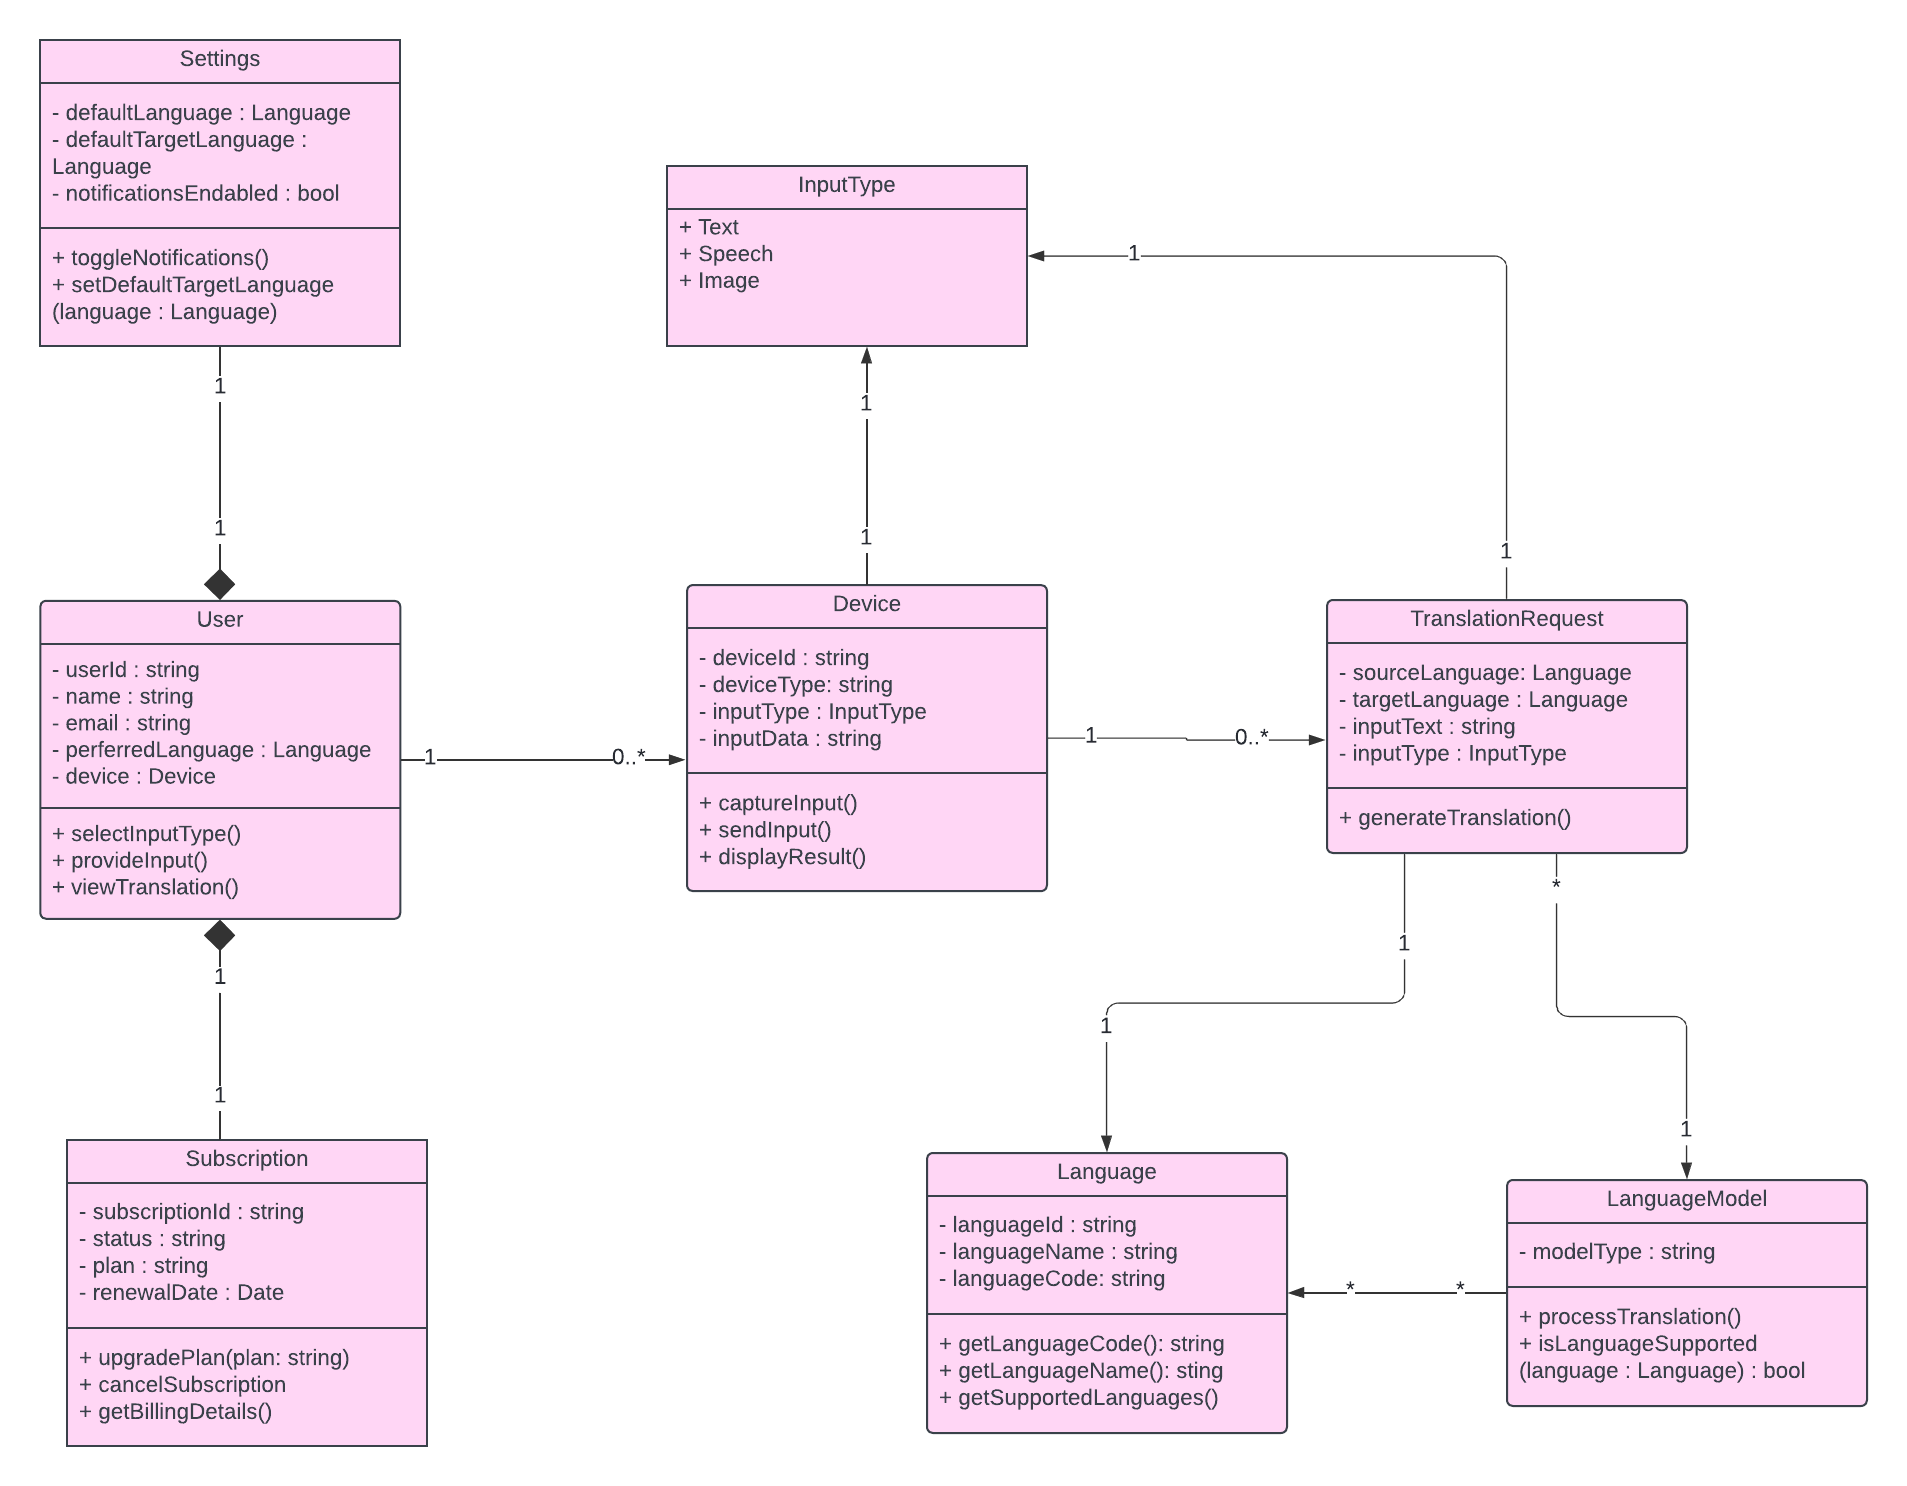 Settings
- defaultLanguage : Language
- defaultTargetLanguage :
Language
- notificationsEndabled : bool
+ toggleNotifications()
+ setDefaultTargetLanguage
(language : Language)
1
1
User
- userId : string
- name : string
- email : string
- perferredLanguage : Language
- device : Device
+ selectInputType()
+ provideInput()
+ viewTranslation()
1
1
Subscription
- subscriptionId : string
- status : string
- plan : string
- renewalDate : Date
+ upgradePlan(plan: string)
+ cancelSubscription
+ getBillingDetails()
1
0..*
InputType
+ Text
+ Speech
+ Image
1
1
Device
- deviceId : string
- deviceType: string
- inputType : InputType
- inputData : string
+ captureInput()
+ sendInput()
+ displayResult()
1
0..*
1
1
TranslationRequest
- sourceLanguage: Language
- targetLanguage : Language
- inputText : string
- inputType : InputType
+ generateTranslation()
1
1
*
1
Language
- languageId : string
- languageName : string
- languageCode: string
+ getLanguageCode(): string
+ getLanguageName(): sting
+ getSupportedLanguages()
*
*
LanguageModel
- modelType : string
+ processTranslation()
+ isLanguageSupported
(language : Language) : bool